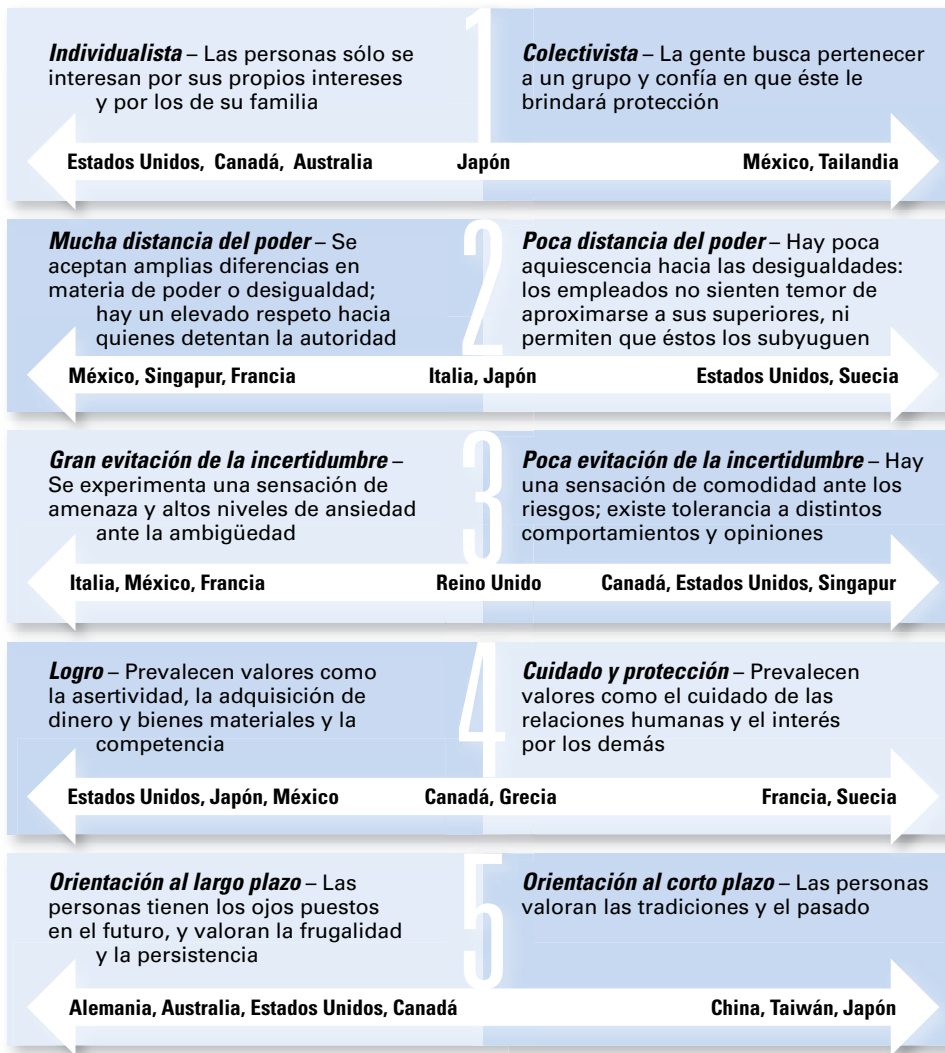 1
Individualista – Las personas sólo se
interesan por sus propios intereses
y por los de su familia
Colectivista – La gente busca pertenecer
a un grupo y confía en que éste le
brindará protección
Estados Unidos, Canadá, Australia Japón México, Tailandia
2
Mucha distancia del poder – Se
aceptan amplias diferencias en
materia de poder o desigualdad;
hay un elevado respeto hacia
quienes detentan la autoridad
Poca distancia del poder – Hay poca
aquiescencia hacia las desigualdades:
los empleados no sienten temor de
aproximarse a sus superiores, ni
permiten que éstos los subyuguen
México, Singapur, Francia Italia, Japón Estados Unidos, Suecia
3
Gran evitación de la incertidumbre –
Se experimenta una sensación de
amenaza y altos niveles de ansiedad
ante la ambigüedad
Poca evitación de la incertidumbre – Hay
una sensación de comodidad ante los
riesgos; existe tolerancia a distintos
comportamientos y opiniones
Italia, México, Francia Reino Unido Canadá, Estados Unidos, Singapur
4
Logro – Prevalecen valores como
la asertividad, la adquisición de
dinero y bienes materiales y la
competencia
Cuidado y protección – Prevalecen
valores como el cuidado de las
relaciones humanas y el interés
por los demás
Estados Unidos, Japón, México Canadá, Grecia Francia, Suecia
5
Orientación al largo plazo – Las
personas tienen los ojos puestos
en el futuro, y valoran la frugalidad
y la persistencia
Orientación al corto plazo – Las personas
valoran las tradiciones y el pasado
Alemania, Australia, Estados Unidos, Canadá China, Taiwán, Japón